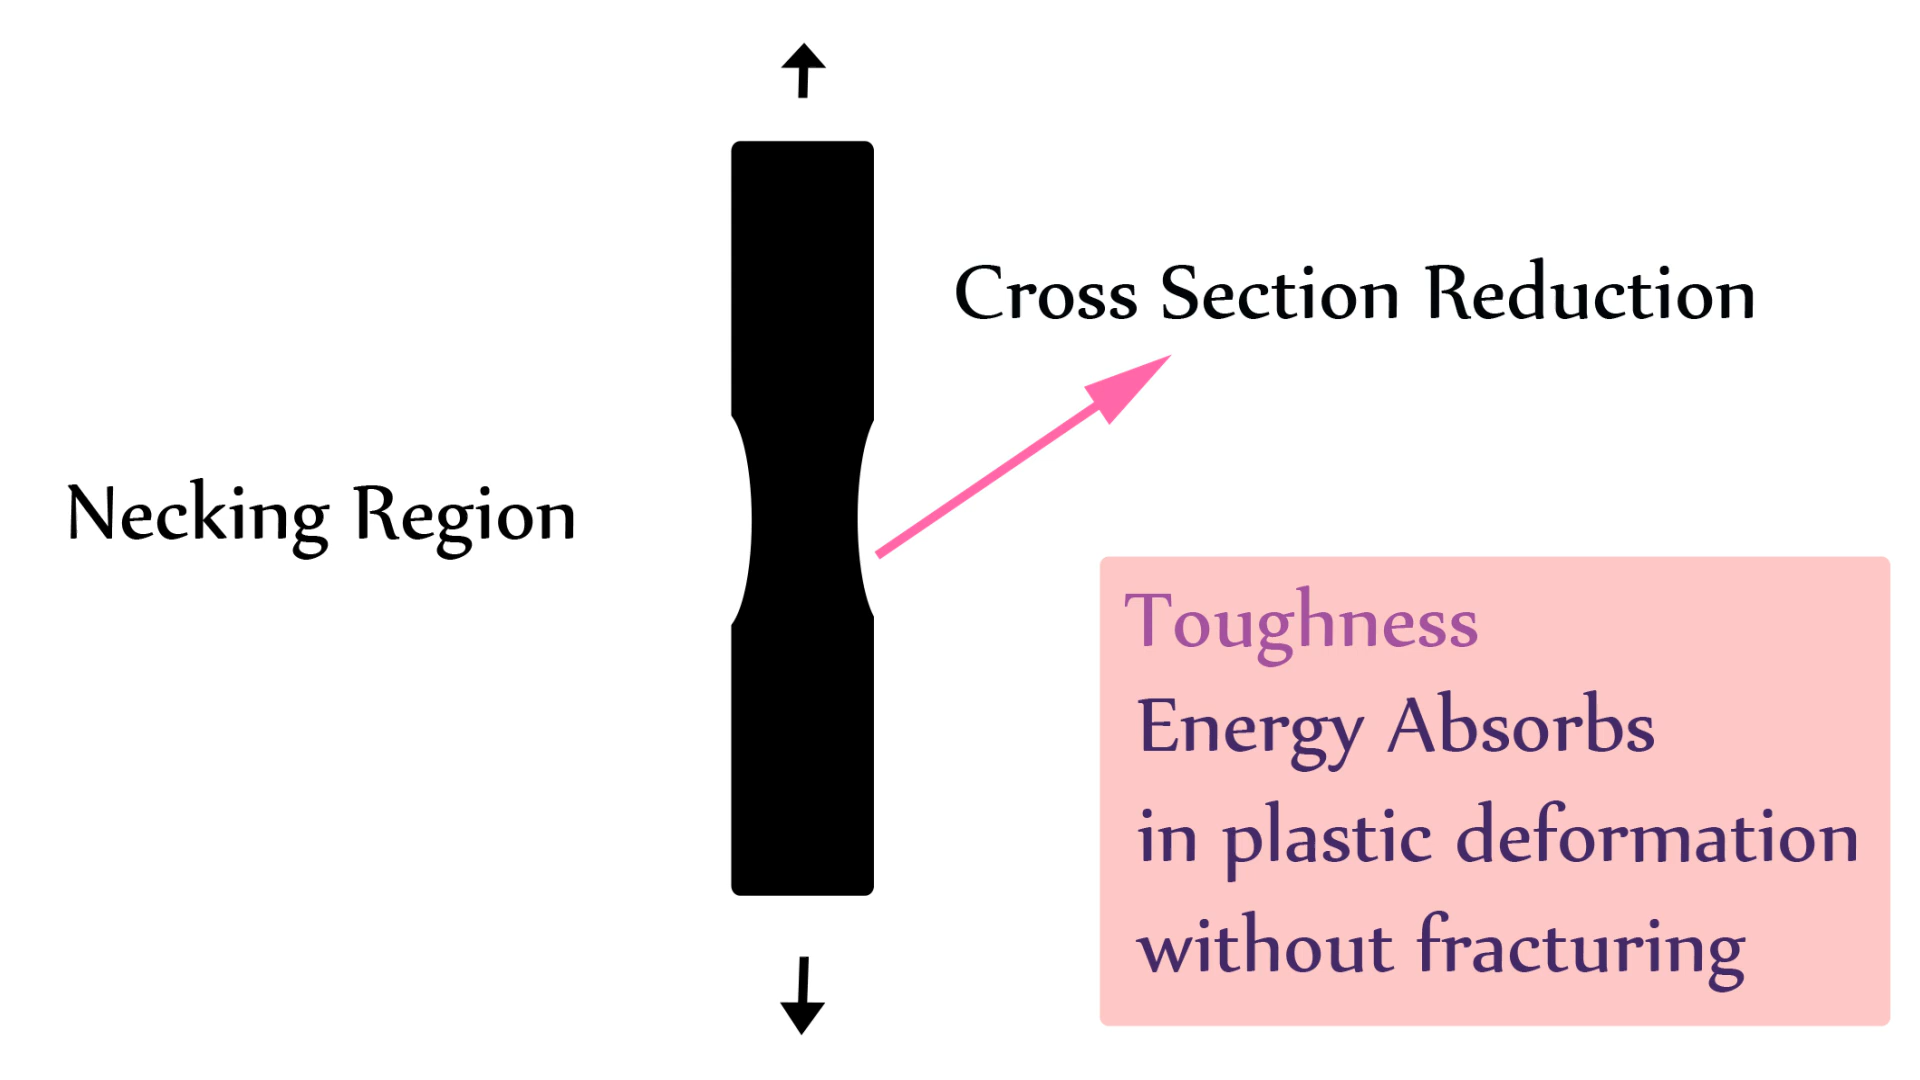 Cross Section Reduction
Necking Region
Toughness
Energy Absorbs
in plastic deformation
without fracturing